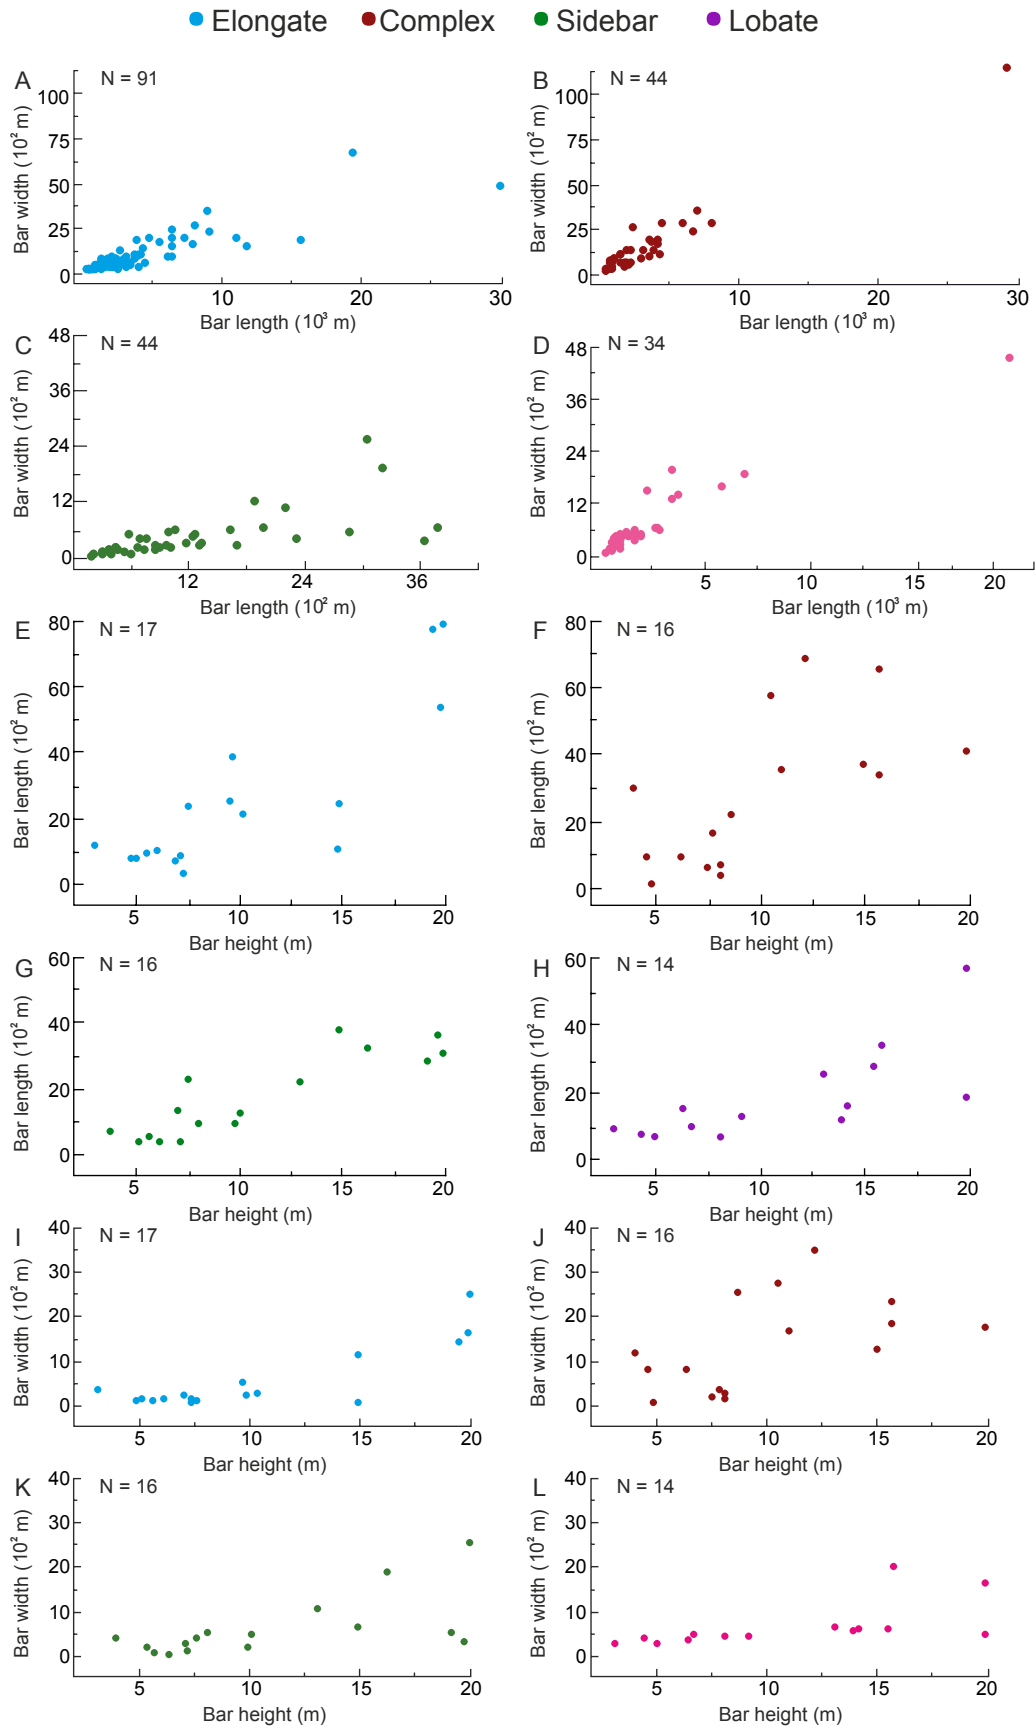 Elongate Complex Sidebar Lobate
A N = 91
Bar width (10² m)
100
75
50
25
0
10 20 30
Bar length (10³ m)
B N = 44
Bar width (10² m)
100
75
50
25
0
10 20 30
Bar length (10³ m)
C N = 44
Bar width (10² m)
48
36
24
12
0
12 24 36
Bar length (10² m)
D N = 34
Bar width (10² m)
48
36
24
12
0
5 10 15 20
Bar length (10³ m)
E N = 17
Bar length (10² m)
80
60
40
20
0
5 10 15 20
Bar height (m)
F N = 16
Bar length (10² m)
80
60
40
20
0
5 10 15 20
Bar height (m)
G N = 16
Bar length (10² m)
60
40
20
0
5 10 15 20
Bar height (m)
H N = 14
Bar length (10² m)
60
40
20
0
5 10 15 20
Bar height (m)
I N = 17
Bar width (10² m)
40
30
20
10
0
5 10 15 20
Bar height (m)
J N = 16
Bar width (10² m)
40
30
20
10
0
5 10 15 20
Bar height (m)
K N = 16
Bar width (10² m)
40
30
20
10
0
5 10 15 20
Bar height (m)
L N = 14
Bar width (10² m)
40
30
20
10
0
5 10 15 20
Bar height (m)